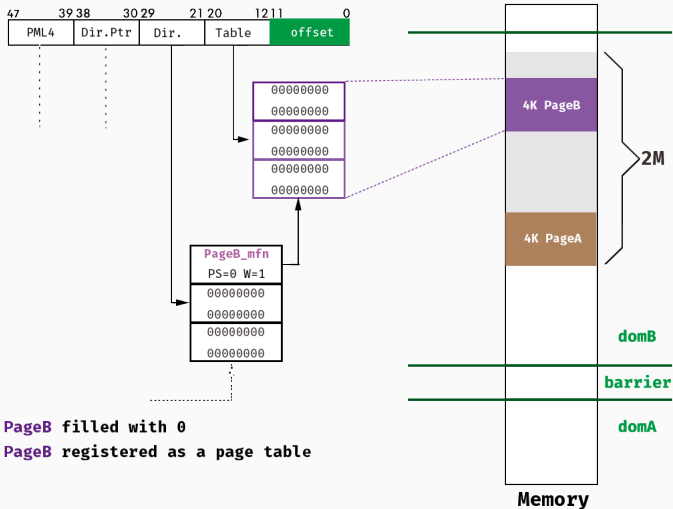 47 39 38 30 29 21 20 12 11 0
PML4 Dir.Ptr Dir. Table offset
00000000
00000000
00000000
00000000
00000000
00000000
PageB_mfn
PS=0 W=1
00000000
00000000
00000000
00000000
4K PageB
2M
4K PageA
domB
barrier
domA
PageB filled with 0
PageB registered as a page table
Memory